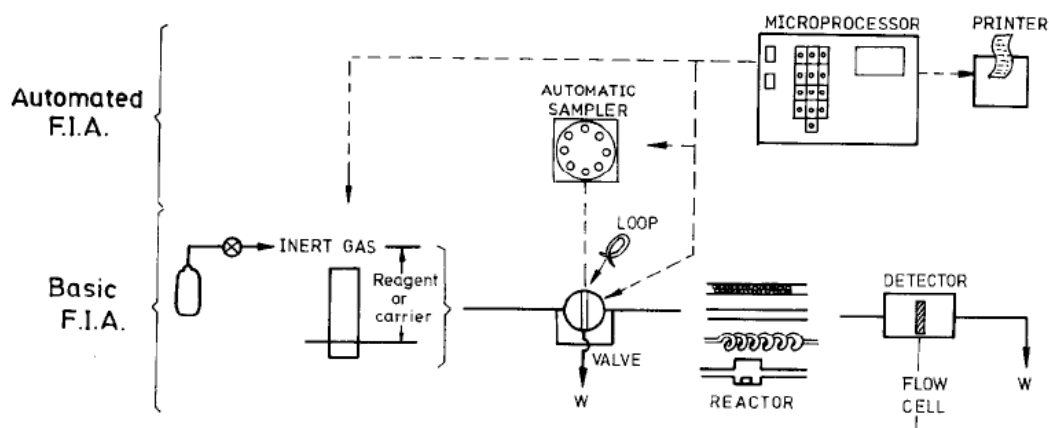 MICROPROCESSOR
PRINTER
Automated
F.I.A.
AUTOMATIC
SAMPLER
LOOP
INERT GAS
Basic
F.I.A.
Reagent
or
carrier
DETECTOR
VALVE
W
REACTOR
FLOW
CELL
W